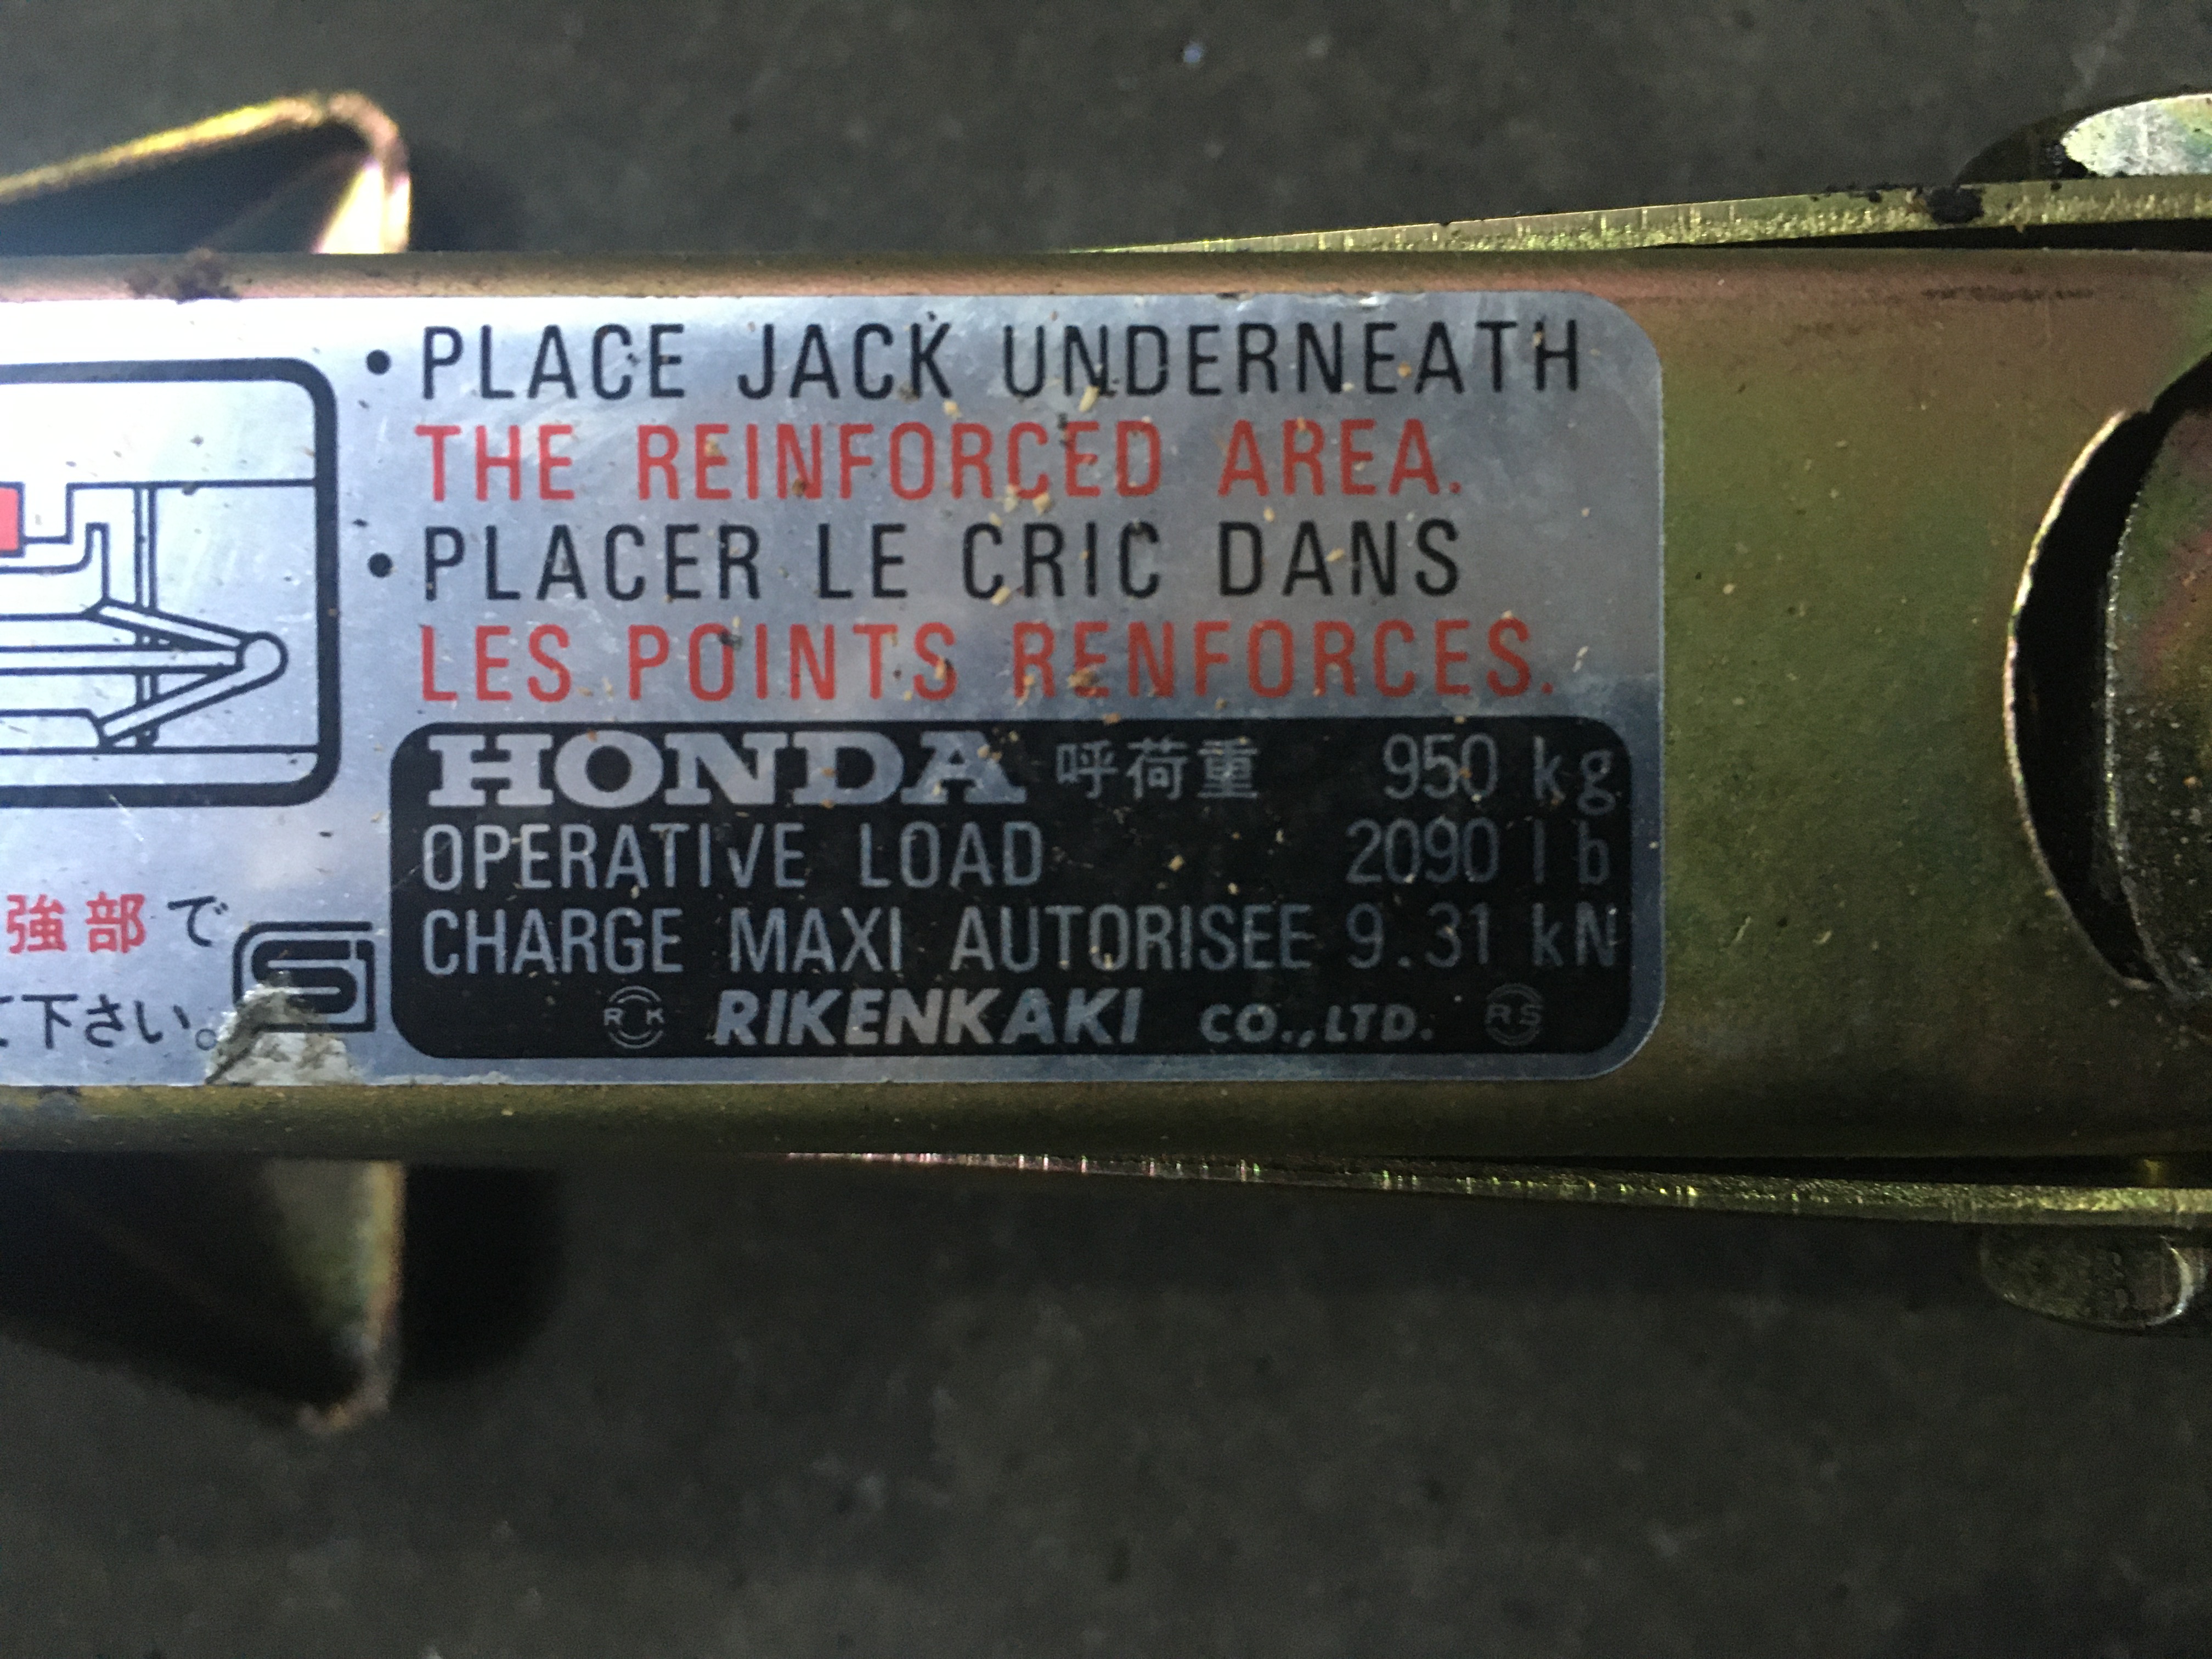 • PLACE JACK UNDERNEATH
THE REINFORCED AREA.
• PLACER LE CRIC DANS
LES POINTS RENFORCES.
HONDA 呼荷重 950 kg
OPERATIVE LOAD 2090 lb
CHARGE MAXI AUTORISEE 9.31 kN
RK RIKENKAKI CO.,LTD. RS
強部で
て下さい。